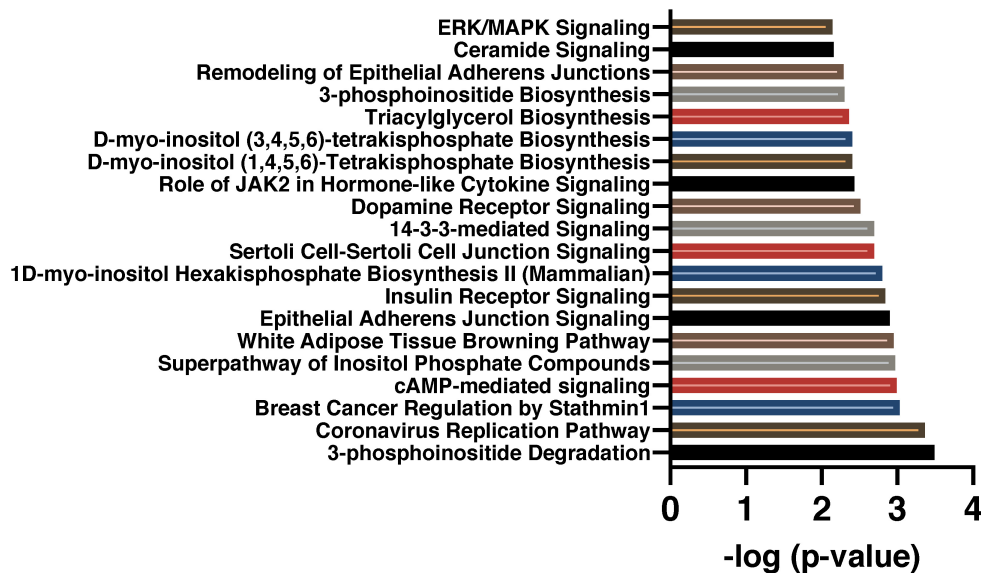 ERK/MAPK Signaling
Ceramide Signaling
Remodeling of Epithelial Adherens Junctions
3-phosphoinositide Biosynthesis
Triacylglycerol Biosynthesis
D-myo-inositol (3,4,5,6)-tetrakisphosphate Biosynthesis
D-myo-inositol (1,4,5,6)-Tetrakisphosphate Biosynthesis
Role of JAK2 in Hormone-like Cytokine Signaling
Dopamine Receptor Signaling
14-3-3-mediated Signaling
Sertoli Cell-Sertoli Cell Junction Signaling
1D-myo-inositol Hexakisphosphate Biosynthesis II (Mammalian)
Insulin Receptor Signaling
Epithelial Adherens Junction Signaling
White Adipose Tissue Browning Pathway
Superpathway of Inositol Phosphate Compounds
cAMP-mediated signaling
Breast Cancer Regulation by Stathmin1
Coronavirus Replication Pathway
3-phosphoinositide Degradation
0 1 2 3 4
-log (p-value)